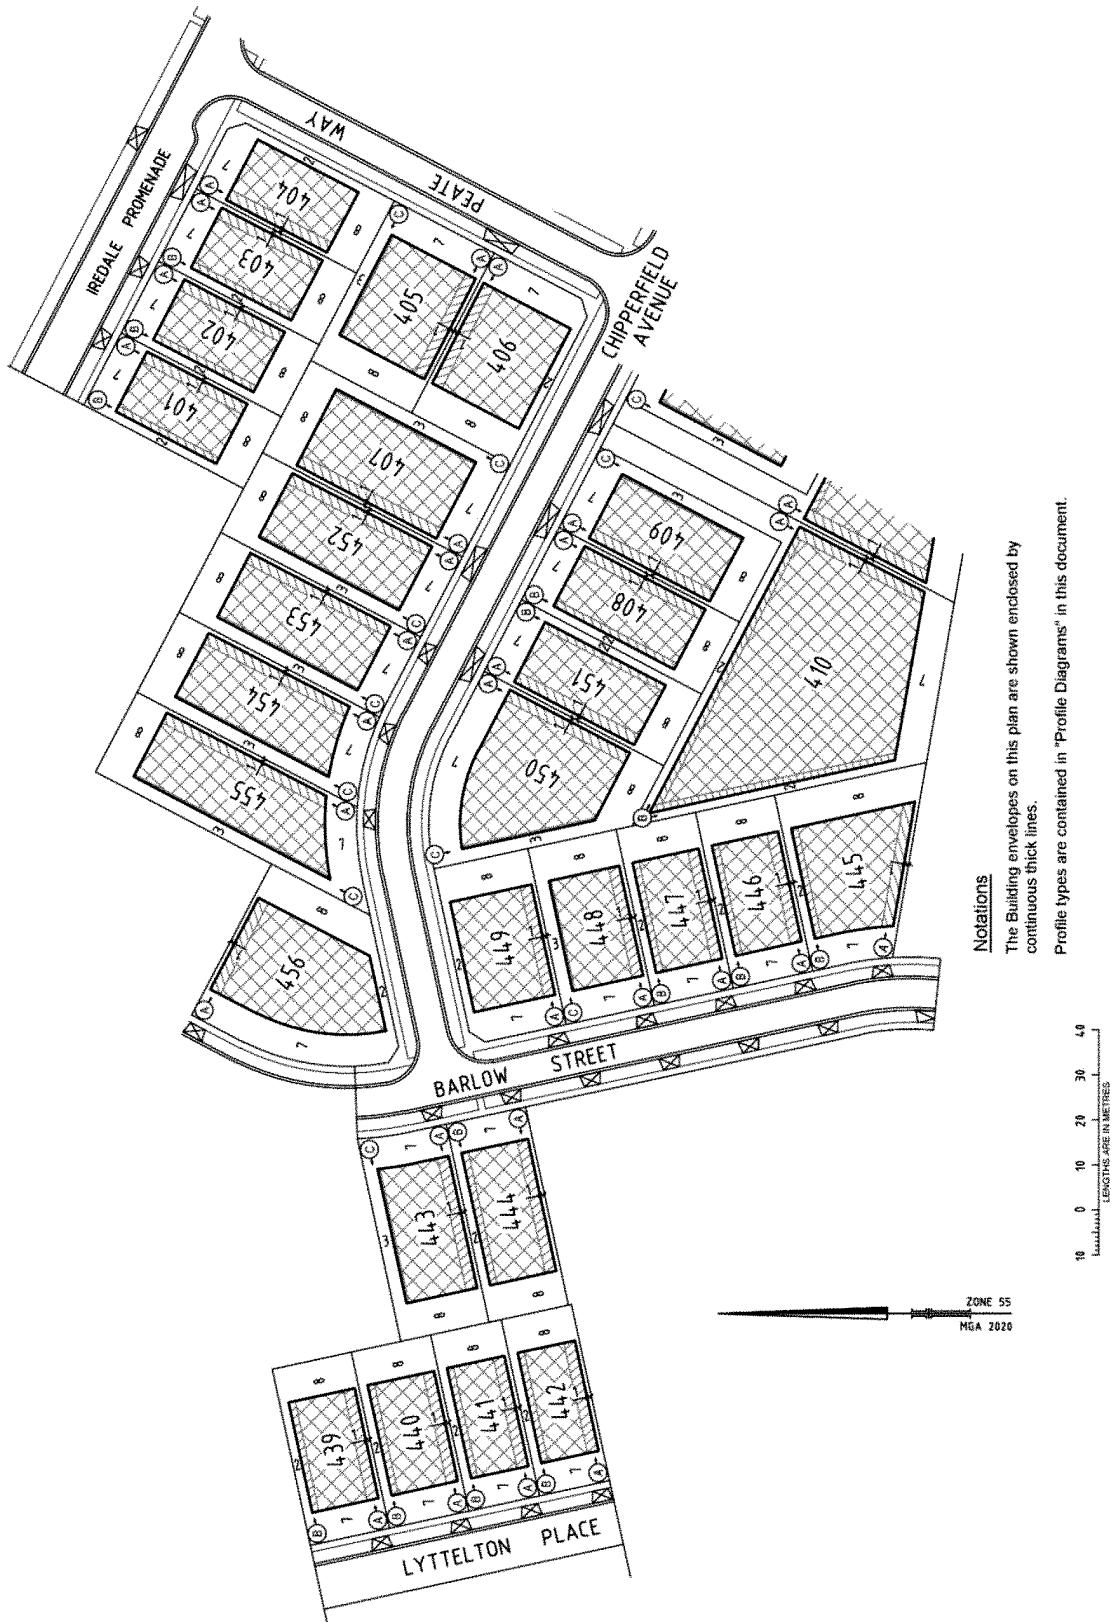 IREDALE PROMENADE
PEATE WAY
CHIPPERFIELD
AVENUE
BARLOW STREET
LYTTELTON PLACE
401
402
403
404
405
406
407
452
453
454
455
456
409
408
451
450
410
449
448
447
446
445
443
444
439
440
441
442
Notations
The Building envelopes on this plan are shown enclosed by
continuous thick lines.
Profile types are contained in "Profile Diagrams" in this document.
ZONE 55
MGA 2020
10 0 10 20 30 40
LENGTHS ARE IN METRES